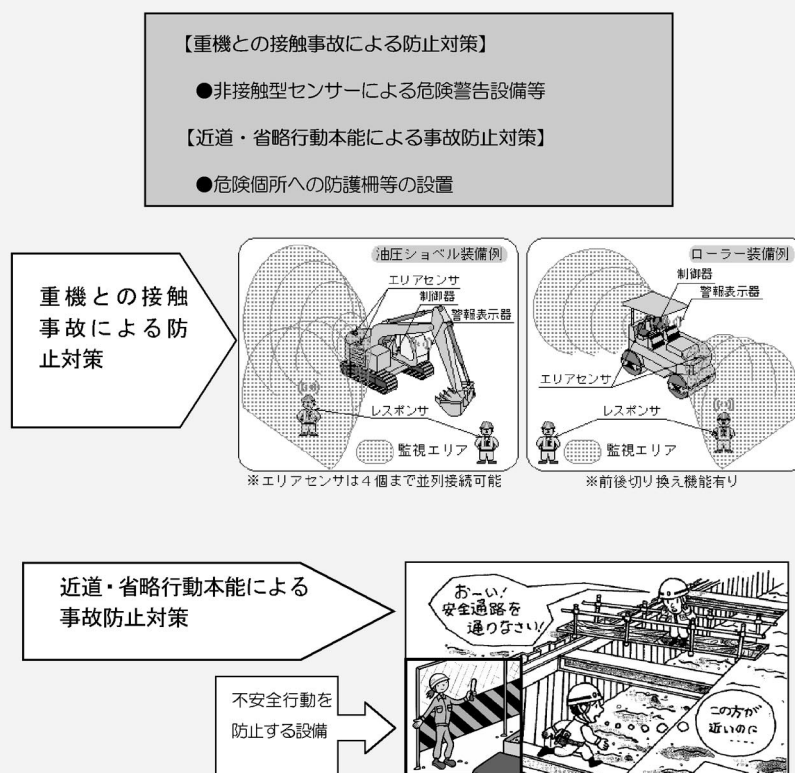 【重機との接触事故による防止対策】
●非接触型センサーによる危険警告設備等
【近道・省略行動本能による事故防止対策】
●危険個所への防護柵等の設置
重機との接触
事故による防
止対策
油圧ショベル装備例
エリアセンサ
制御器
警報表示器
レスポンサ
監視エリア
※エリアセンサは4個まで並列接続可能
ローラー装備例
制御器
警報表示器
エリアセンサ
レスポンサ
監視エリア
※前後切り換え機能有り
近道・省略行動本能による
事故防止対策
おーい!
安全通路を
通りなさい!
この方が
近いのに
不安全行動を
防止する設備